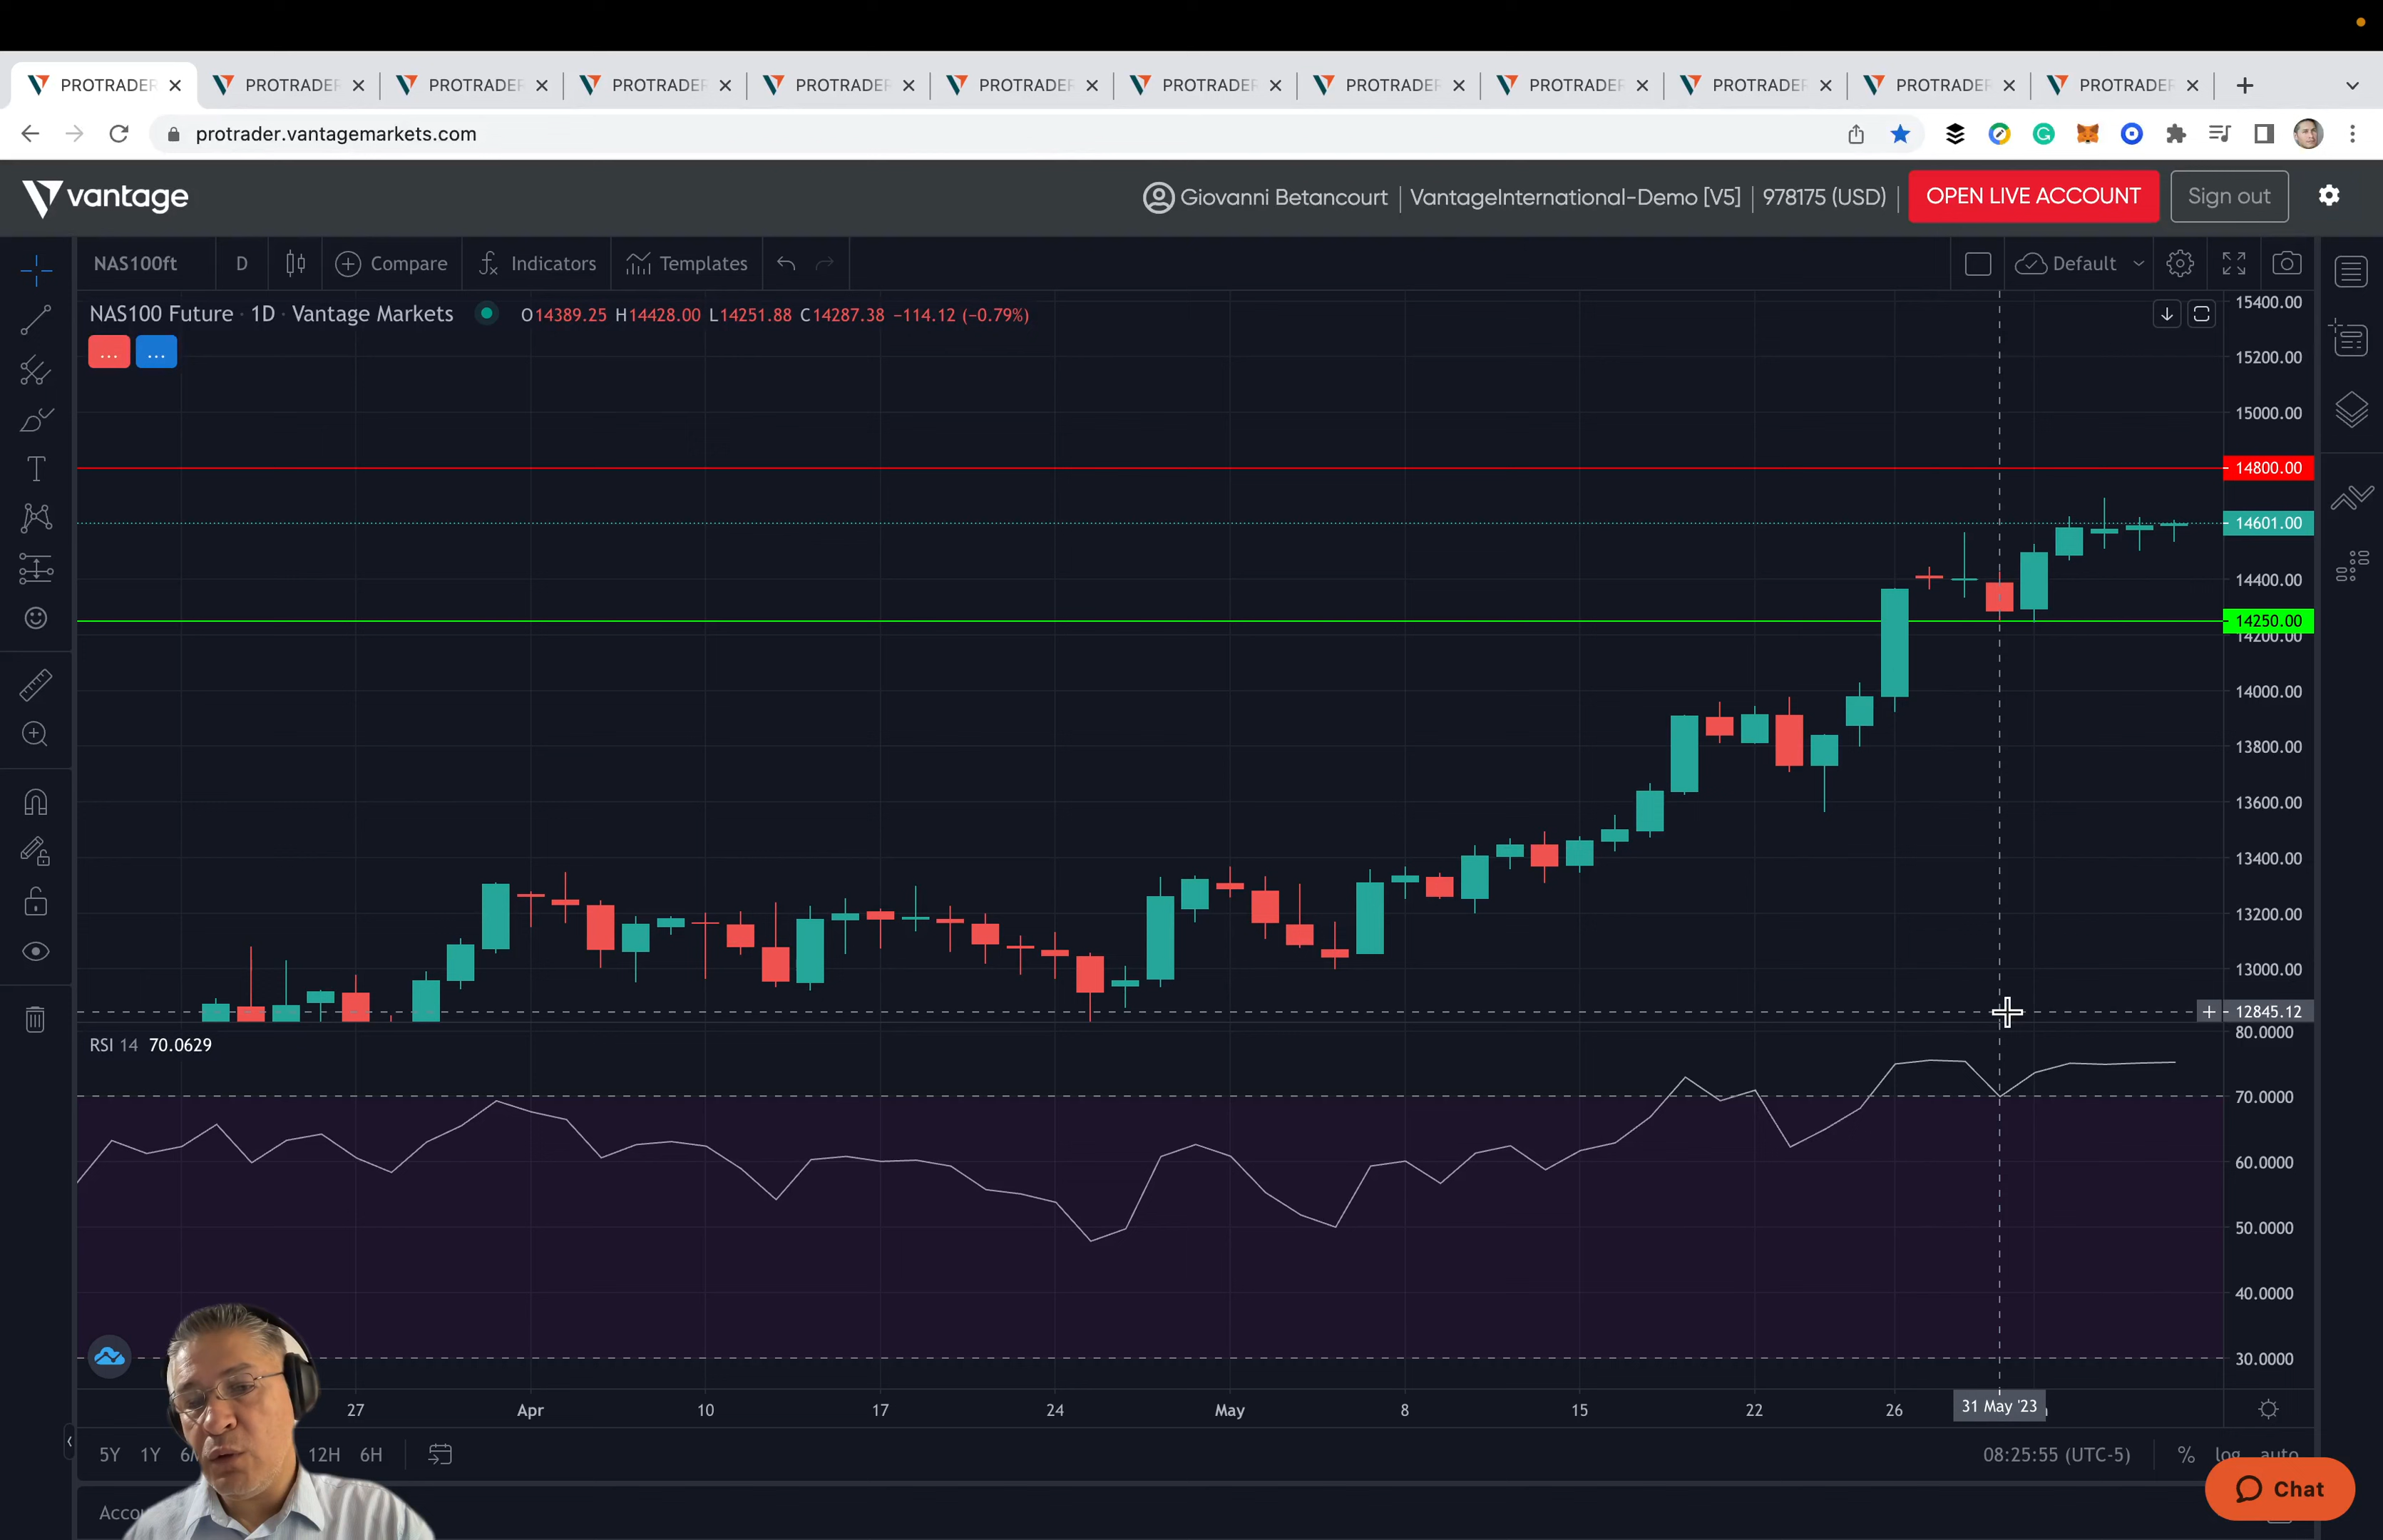 PROTRADER PROTRADER PROTRADER PROTRADER PROTRADER PROTRADER PROTRADER PROTRADER PROTRADER PROTRADER PROTRADER PROTRADER
protrader.vantagemarkets.com
vantage Giovanni Betancourt VantageInternational-Demo [V5] 978175 (USD) OPEN LIVE ACCOUNT Sign out
NAS100ft D Compare Indicators Templates Default
NAS100 Future · 1D · Vantage Markets O14389.25 H14428.00 L14251.88 C14287.38 −114.12 (−0.79%)
... ...
15400.00
15200.00
15000.00
14800.00
14601.00
14400.00
14250.00
14200.00
14000.00
13800.00
13600.00
13400.00
13200.00
13000.00
12845.12
80.0000
RSI 14 70.0629
70.0000
60.0000
50.0000
40.0000
30.0000
27 Apr 10 17 24 May 8 15 22 26 31 May '23
5Y 1Y 12H 6H 08:25:55 (UTC-5) % log auto
Chat